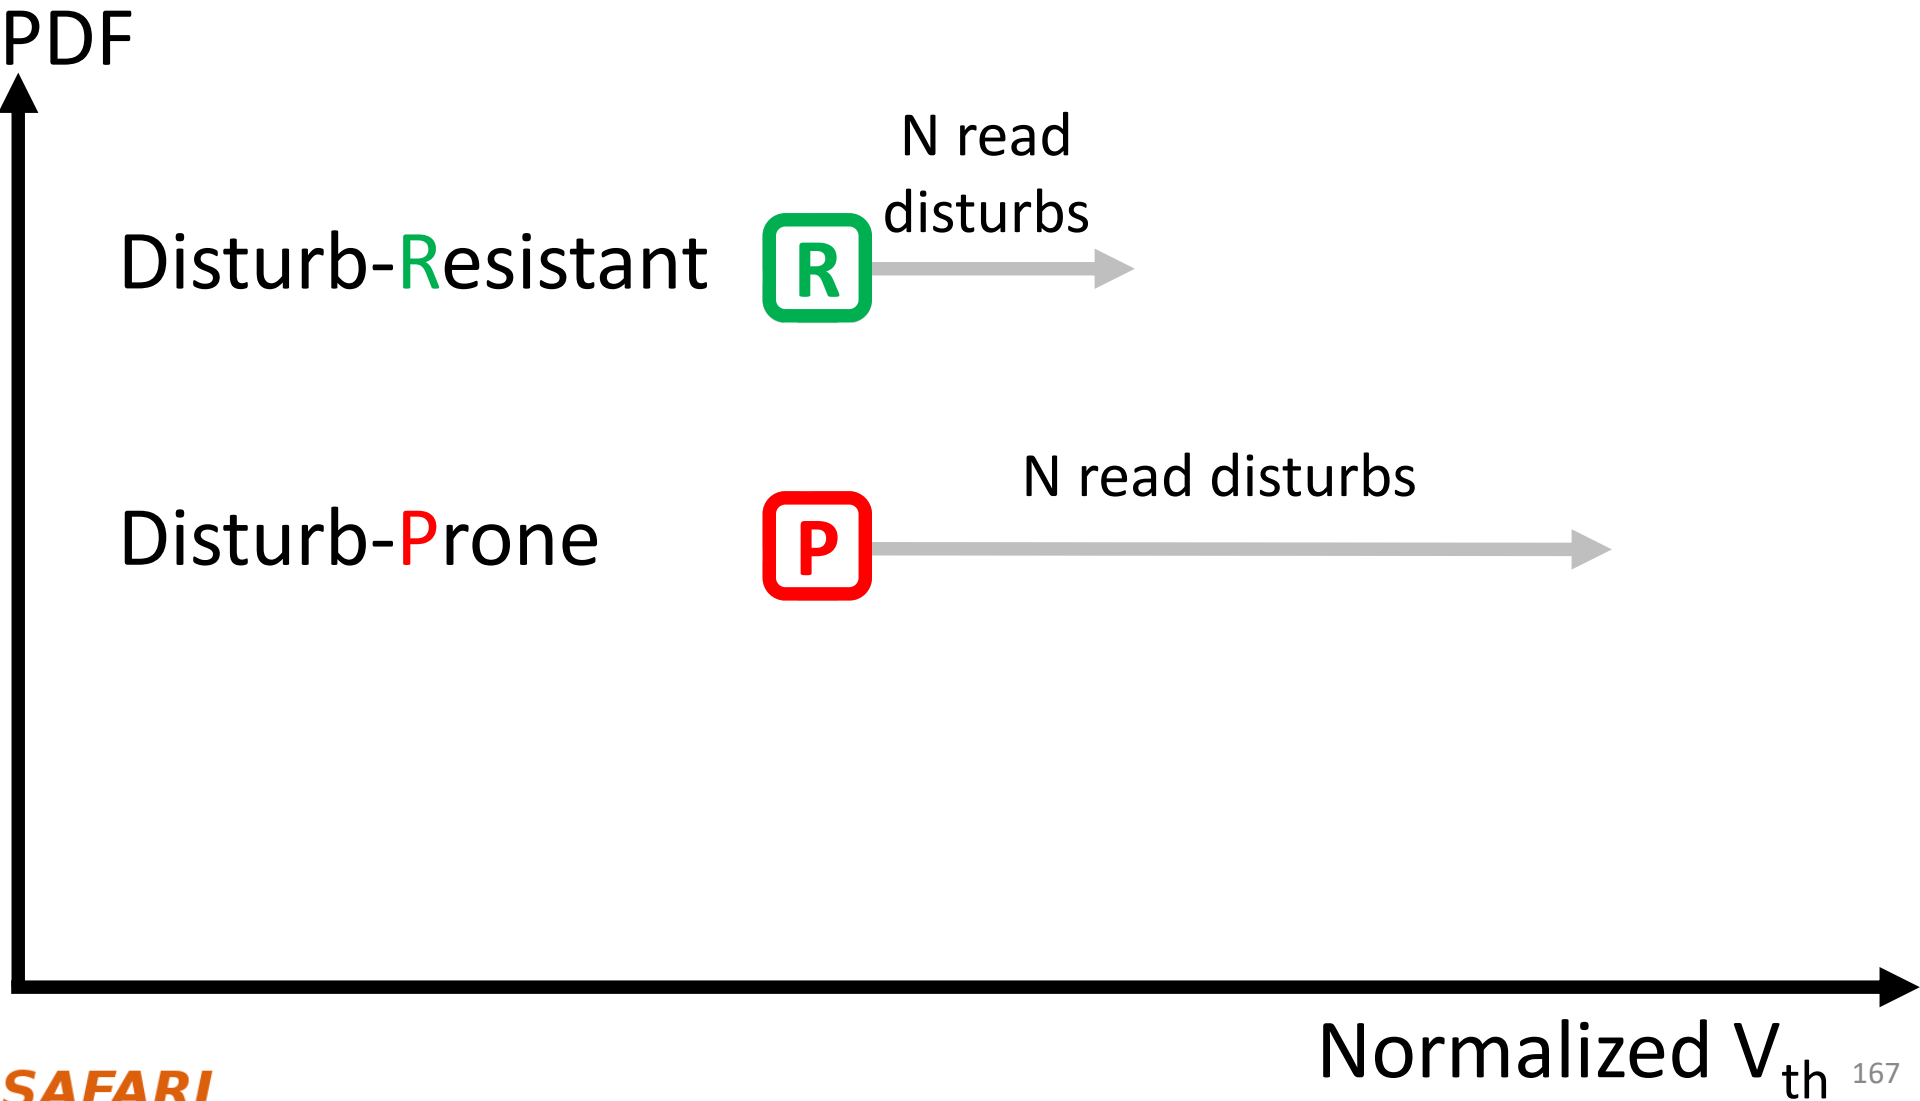 PDF
N read
disturbs
Disturb-Resistant
R
N read disturbs
Disturb-Prone
P
Normalized Vth
167
SAFARI